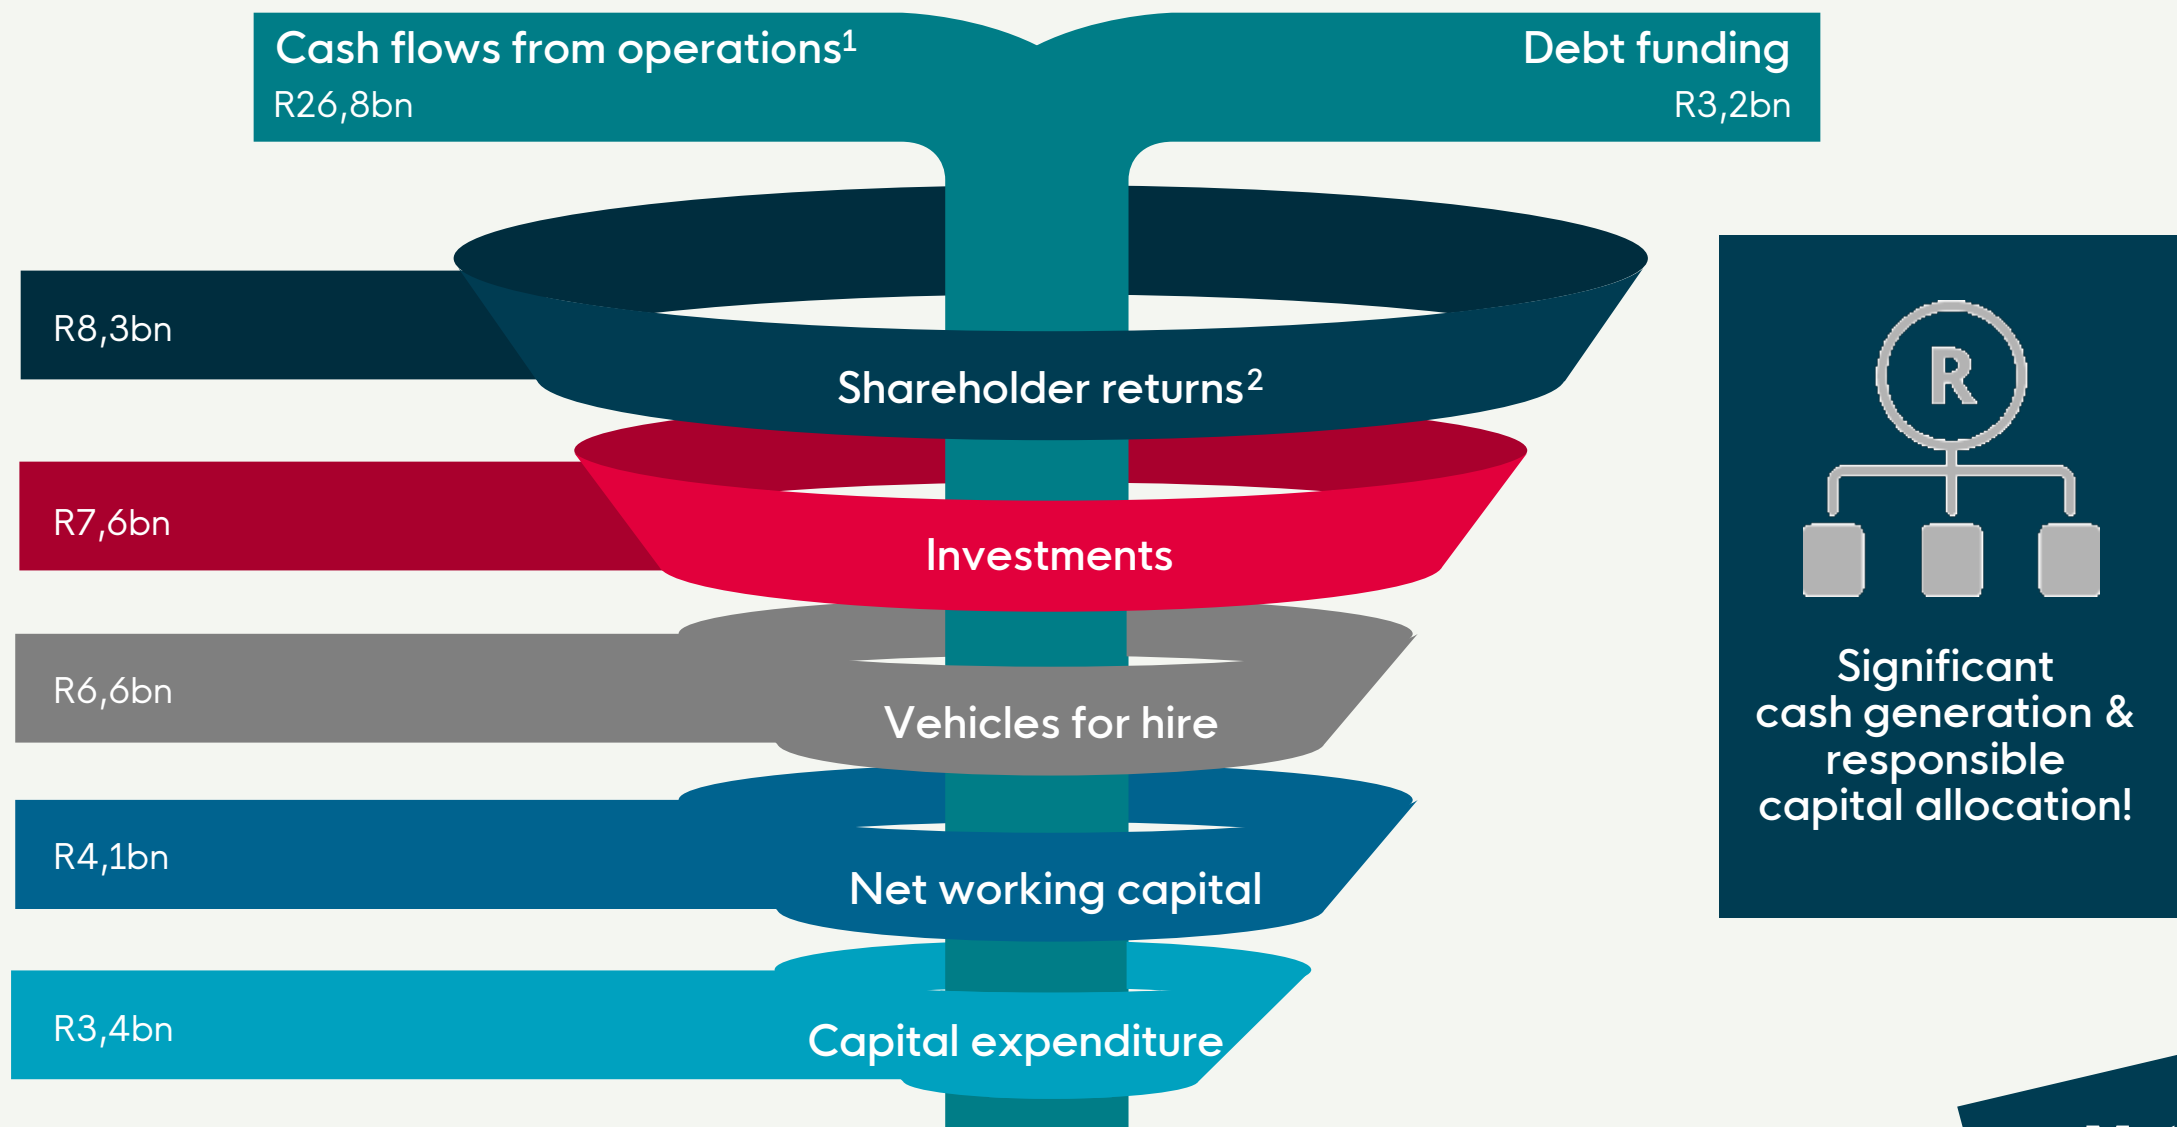 Cash flows from operations¹
R26,8bn
Debt funding
R3,2bn
R8,3bn
Shareholder returns²
R7,6bn
Investments
R6,6bn
Vehicles for hire
R4,1bn
Net working capital
R3,4bn
Capital expenditure
R
Significant
cash generation &
responsible
capital allocation!